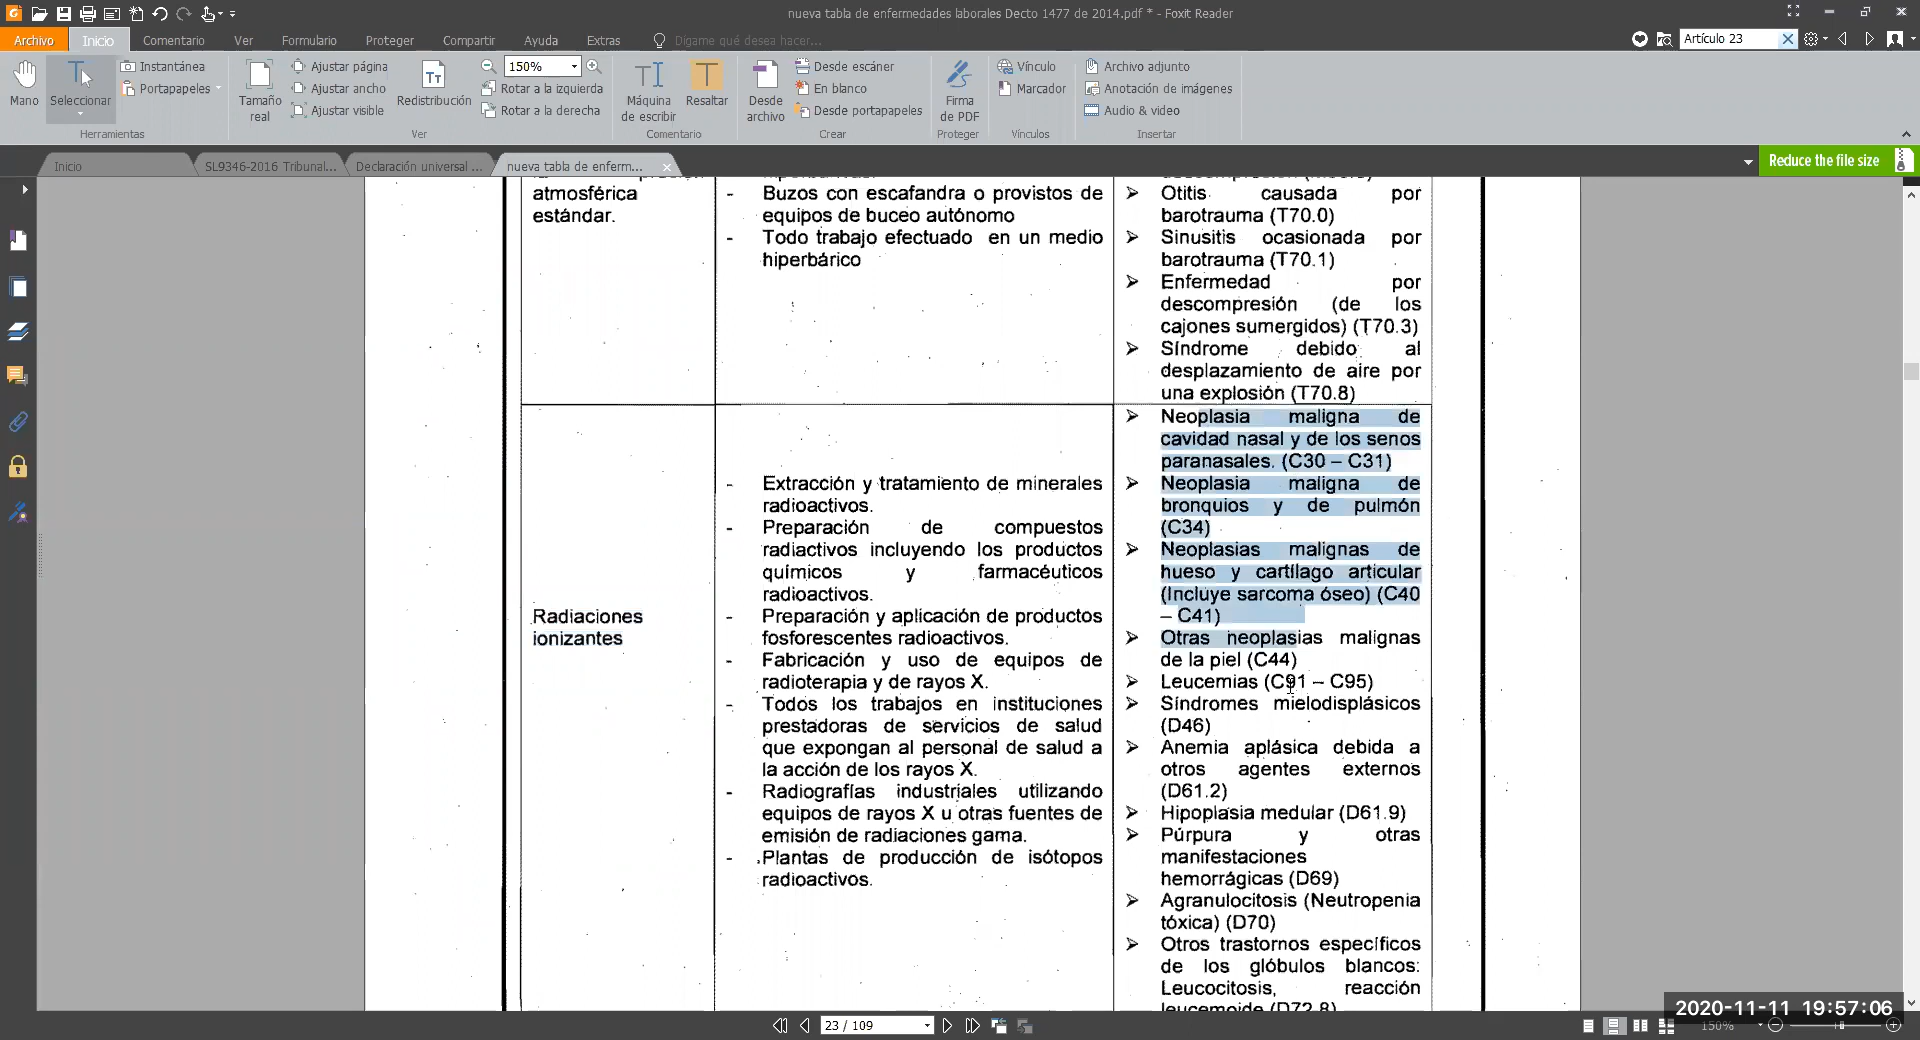 nueva tabla de enfermedades laborales Decto 1477 de 2014.pdf * - Foxit Reader
Archivo Inicio Comentario Ver Formulario Proteger Compartir Ayuda Extras Dígame qué desea hacer... Artículo 23
Mano
Seleccionar
Instantánea
Portapapeles
Herramientas
Tamaño
real
Ajustar página
Ajustar ancho
Ajustar visible
Redistribución
150%
Rotar a la izquierda
Rotar a la derecha
Ver
Máquina
de escribir
Resaltar
Comentario
Desde
archivo
Desde escáner
En blanco
Desde portapapeles
Crear
Firma
de PDF
Proteger
Vínculo
Marcador
Vínculos
Archivo adjunto
Anotación de imágenes
Audio & video
Insertar
Inicio
SL9346-2016 Tribunal...
Declaración universal ...
nueva tabla de enferm...
Reduce the file size
atmosférica
estándar.
- Buzos con escafandra o provistos de
equipos de buceo autónomo
- Todo trabajo efectuado en un medio
hiperbárico
➢ Otitis causada por
barotrauma (T70.0)
➢ Sinusitis ocasionada por
barotrauma (T70.1)
➢ Enfermedad por
descompresión (de los
cajones sumergidos) (T70.3)
➢ Síndrome debido al
desplazamiento de aire por
una explosión (T70.8)
Radiaciones
ionizantes
- Extracción y tratamiento de minerales
radioactivos.
- Preparación de compuestos
radiactivos incluyendo los productos
químicos y farmacéuticos
radioactivos.
- Preparación y aplicación de productos
fosforescentes radioactivos.
- Fabricación y uso de equipos de
radioterapia y de rayos X.
- Todos los trabajos en instituciones
prestadoras de servicios de salud
que expongan al personal de salud a
la acción de los rayos X.
- Radiografías industriales utilizando
equipos de rayos X u otras fuentes de
emisión de radiaciones gama.
- Plantas de producción de isótopos
radioactivos.
➢ Neoplasia maligna de
cavidad nasal y de los senos
paranasales. (C30 – C31)
➢ Neoplasia maligna de
bronquios y de pulmón
(C34)
➢ Neoplasias malignas de
hueso y cartílago articular
(Incluye sarcoma óseo) (C40
– C41)
➢ Otras neoplasias malignas
de la piel (C44)
➢ Leucemias (C91 – C95)
➢ Síndromes mielodisplásicos
(D46)
➢ Anemia aplásica debida a
otros agentes externos
(D61.2)
➢ Hipoplasia medular (D61.9)
➢ Púrpura y otras
manifestaciones
hemorrágicas (D69)
➢ Agranulocitosis (Neutropenia
tóxica) (D70)
➢ Otros trastornos específicos
de los glóbulos blancos:
Leucocitosis, reacción
leucemoide (D72.8)
2020-11-11 19:57:06
23 / 109
150%